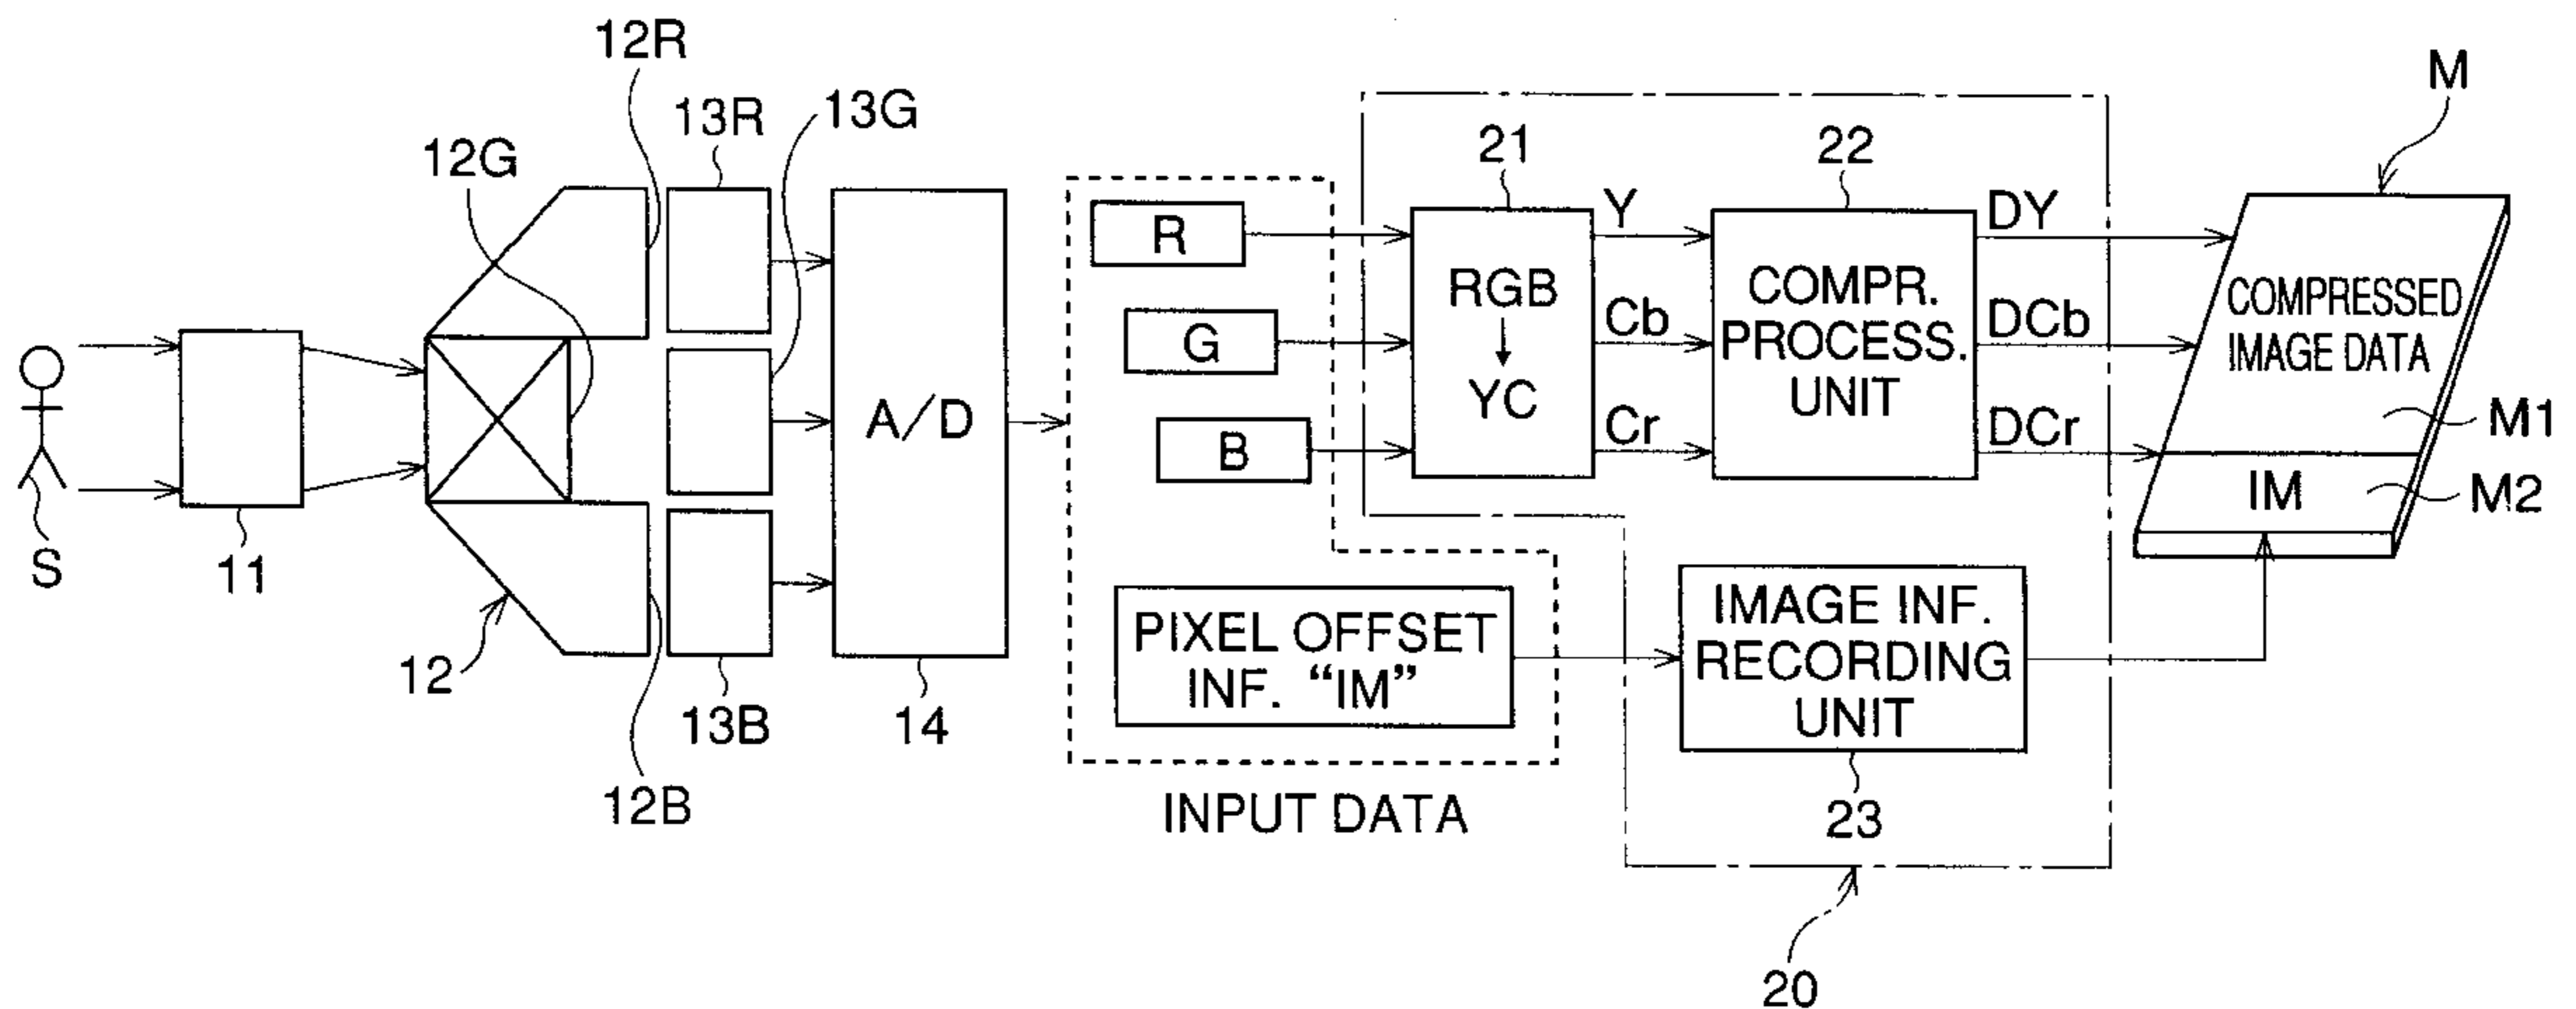 12R
13R
13G
12G
S
11
12
12B
13B
A/D
14
R
G
B
PIXEL OFFSET
INF. “IM”
INPUT DATA
21
RGB
YC
Y
Cb
Cr
22
COMPR.
PROCESS.
UNIT
DY
DCb
DCr
IMAGE INF.
RECORDING
UNIT
23
20
M
COMPRESSED
IMAGE DATA
M1
IM
M2